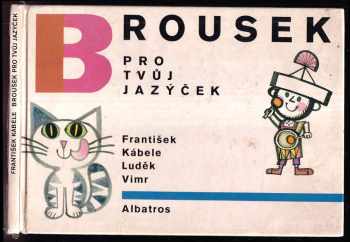 FRANTIŠEK KÁBELE BROUSEK PRO TVŮJ JAZÝČEK
BROUSEK
PRO
TVŮJ
JAZÝČEK
František
Kábele
Luděk
Vimr
Albatros